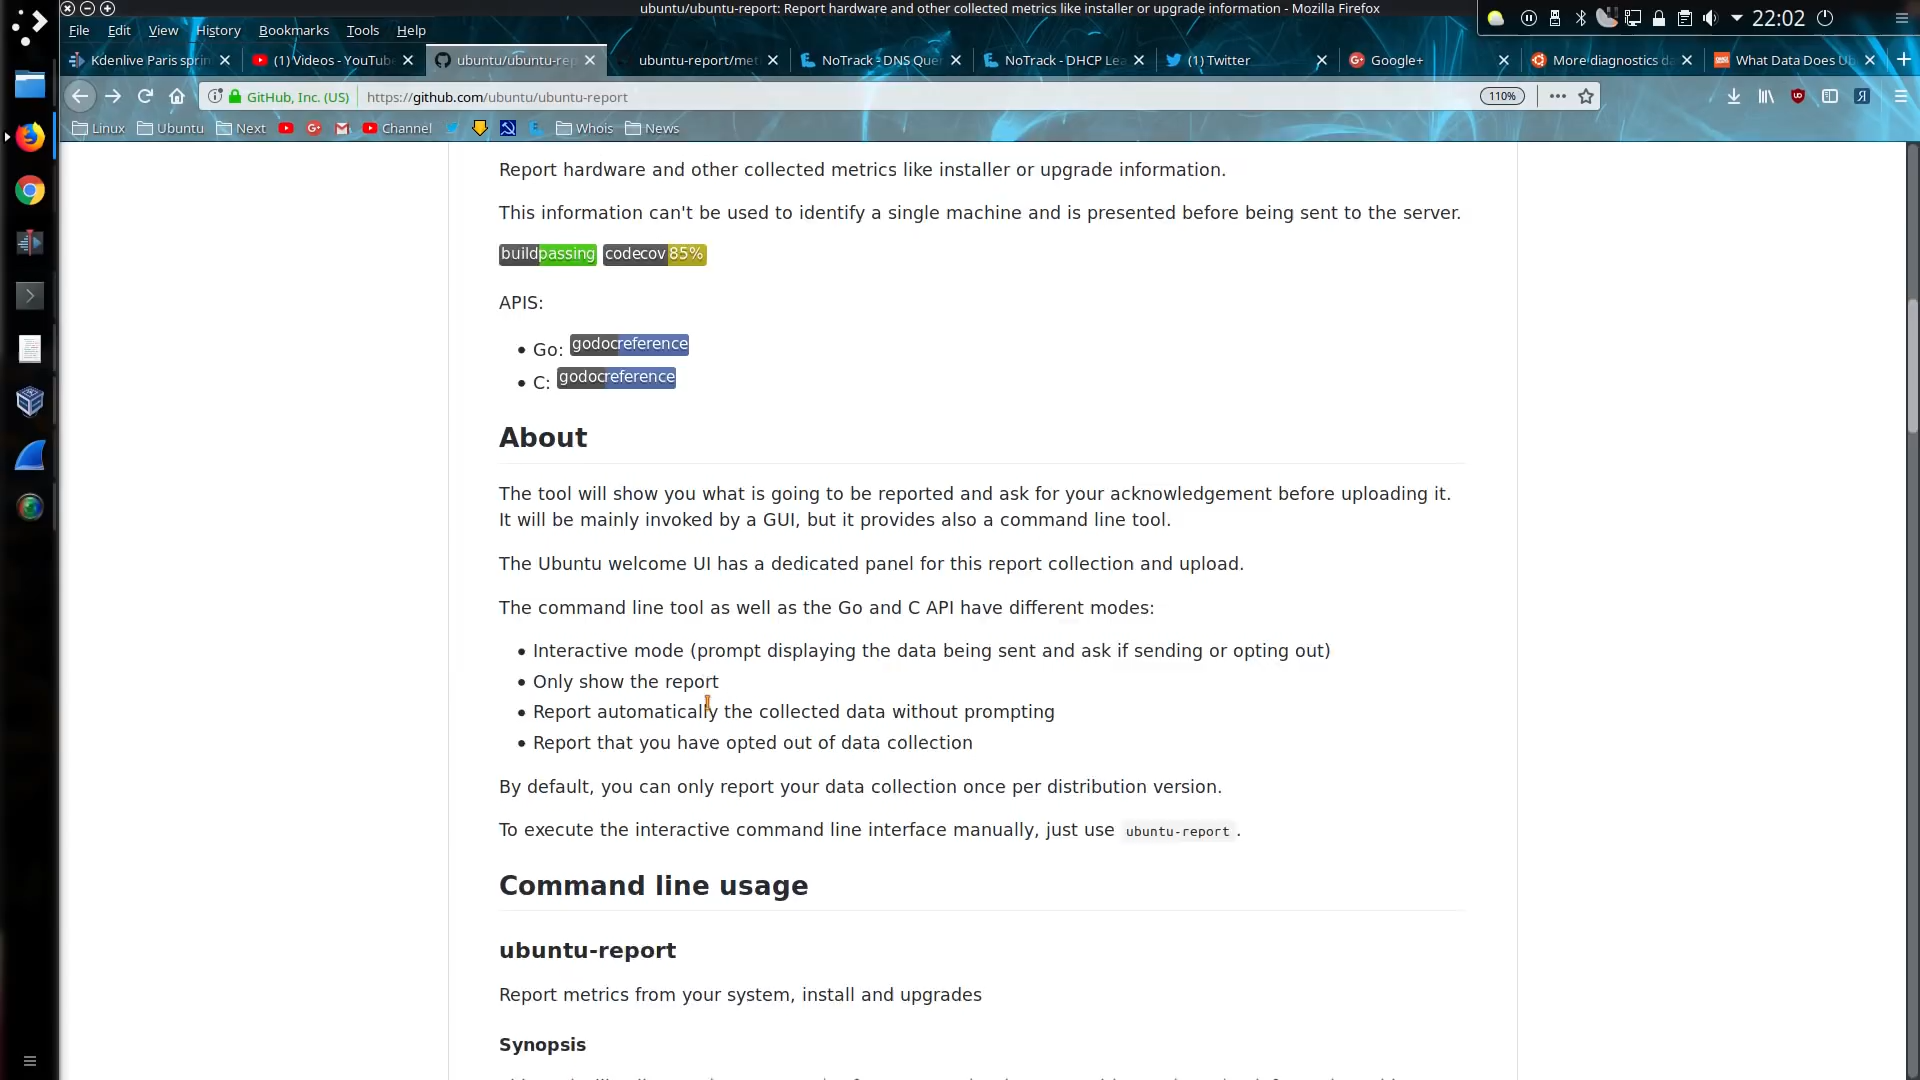 ubuntu/ubuntu-report: Report hardware and other collected metrics like installer or upgrade information - Mozilla Firefox
22:02
File Edit View History Bookmarks Tools Help
Kdenlive Paris sprin
(1) Videos - YouTube
ubuntu/ubuntu-rep
ubuntu-report/met
NoTrack - DNS Que
NoTrack - DHCP Lea
(1) Twitter
Google+
More diagnostics da
What Data Does Ub
GitHub, Inc. (US) https://github.com/ubuntu/ubuntu-report 110%
Linux Ubuntu Next Channel Whois News
Report hardware and other collected metrics like installer or upgrade information.
This information can't be used to identify a single machine and is presented before being sent to the server.
build passing codecov 85%
APIS:
• Go: godoc reference
• C: godoc reference
About
The tool will show you what is going to be reported and ask for your acknowledgement before uploading it.
It will be mainly invoked by a GUI, but it provides also a command line tool.
The Ubuntu welcome UI has a dedicated panel for this report collection and upload.
The command line tool as well as the Go and C API have different modes:
• Interactive mode (prompt displaying the data being sent and ask if sending or opting out)
• Only show the report
• Report automatically the collected data without prompting
• Report that you have opted out of data collection
By default, you can only report your data collection once per distribution version.
To execute the interactive command line interface manually, just use ubuntu-report.
Command line usage
ubuntu-report
Report metrics from your system, install and upgrades
Synopsis